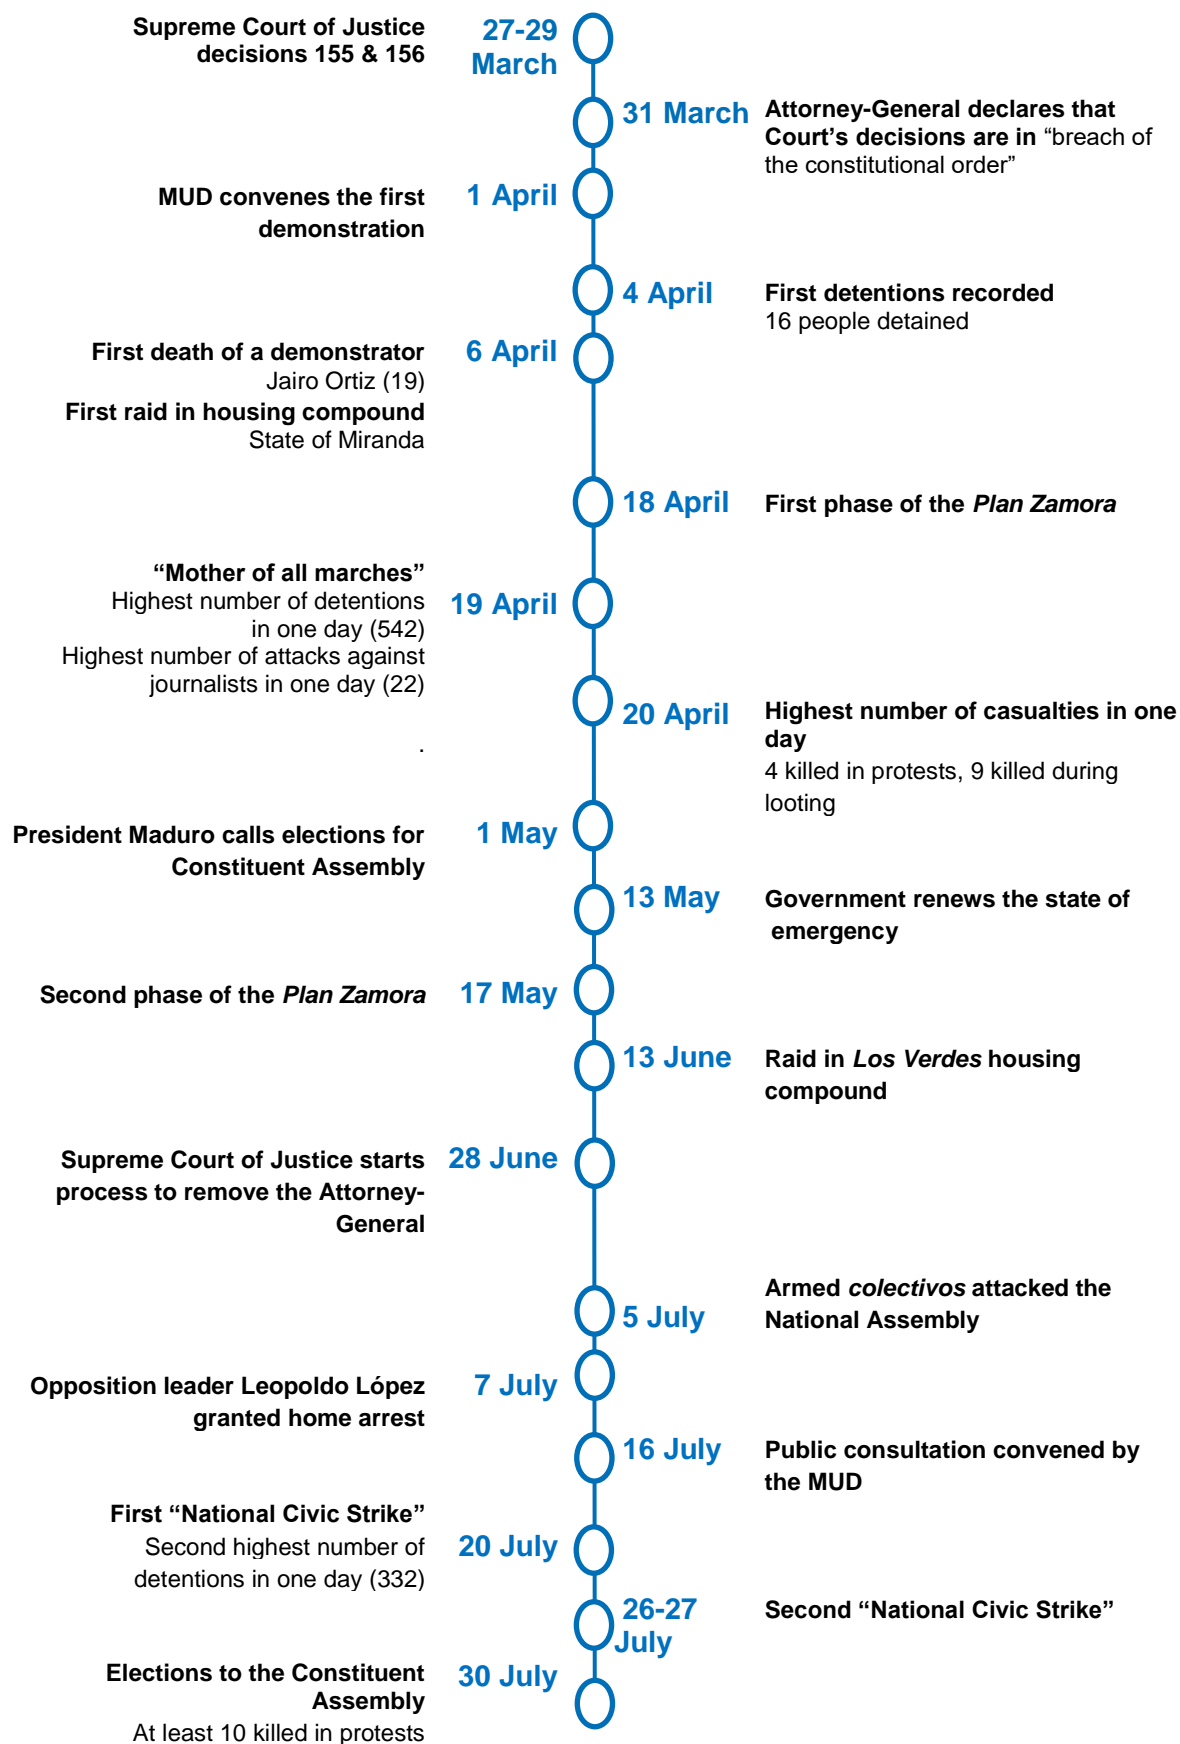 Supreme Court of Justice
decisions 155 & 156
27-29
March
31 March
Attorney-General declares that
Court’s decisions are in “breach of
the constitutional order”
MUD convenes the first
demonstration
1 April
4 April
First detentions recorded
16 people detained
First death of a demonstrator
Jairo Ortiz (19)
First raid in housing compound
State of Miranda
6 April
18 April
First phase of the Plan Zamora
“Mother of all marches”
Highest number of detentions
in one day (542)
Highest number of attacks against
journalists in one day (22)
.
19 April
20 April
Highest number of casualties in one
day
4 killed in protests, 9 killed during
looting
President Maduro calls elections for
Constituent Assembly
1 May
13 May
Government renews the state of
emergency
Second phase of the Plan Zamora
17 May
13 June
Raid in Los Verdes housing
compound
Supreme Court of Justice starts
process to remove the Attorney-
General
28 June
5 July
Armed colectivos attacked the
National Assembly
Opposition leader Leopoldo López
granted home arrest
7 July
16 July
Public consultation convened by
the MUD
First “National Civic Strike”
Second highest number of
detentions in one day (332)
20 July
26-27
July
Second “National Civic Strike”
Elections to the Constituent
Assembly
At least 10 killed in protests
30 July